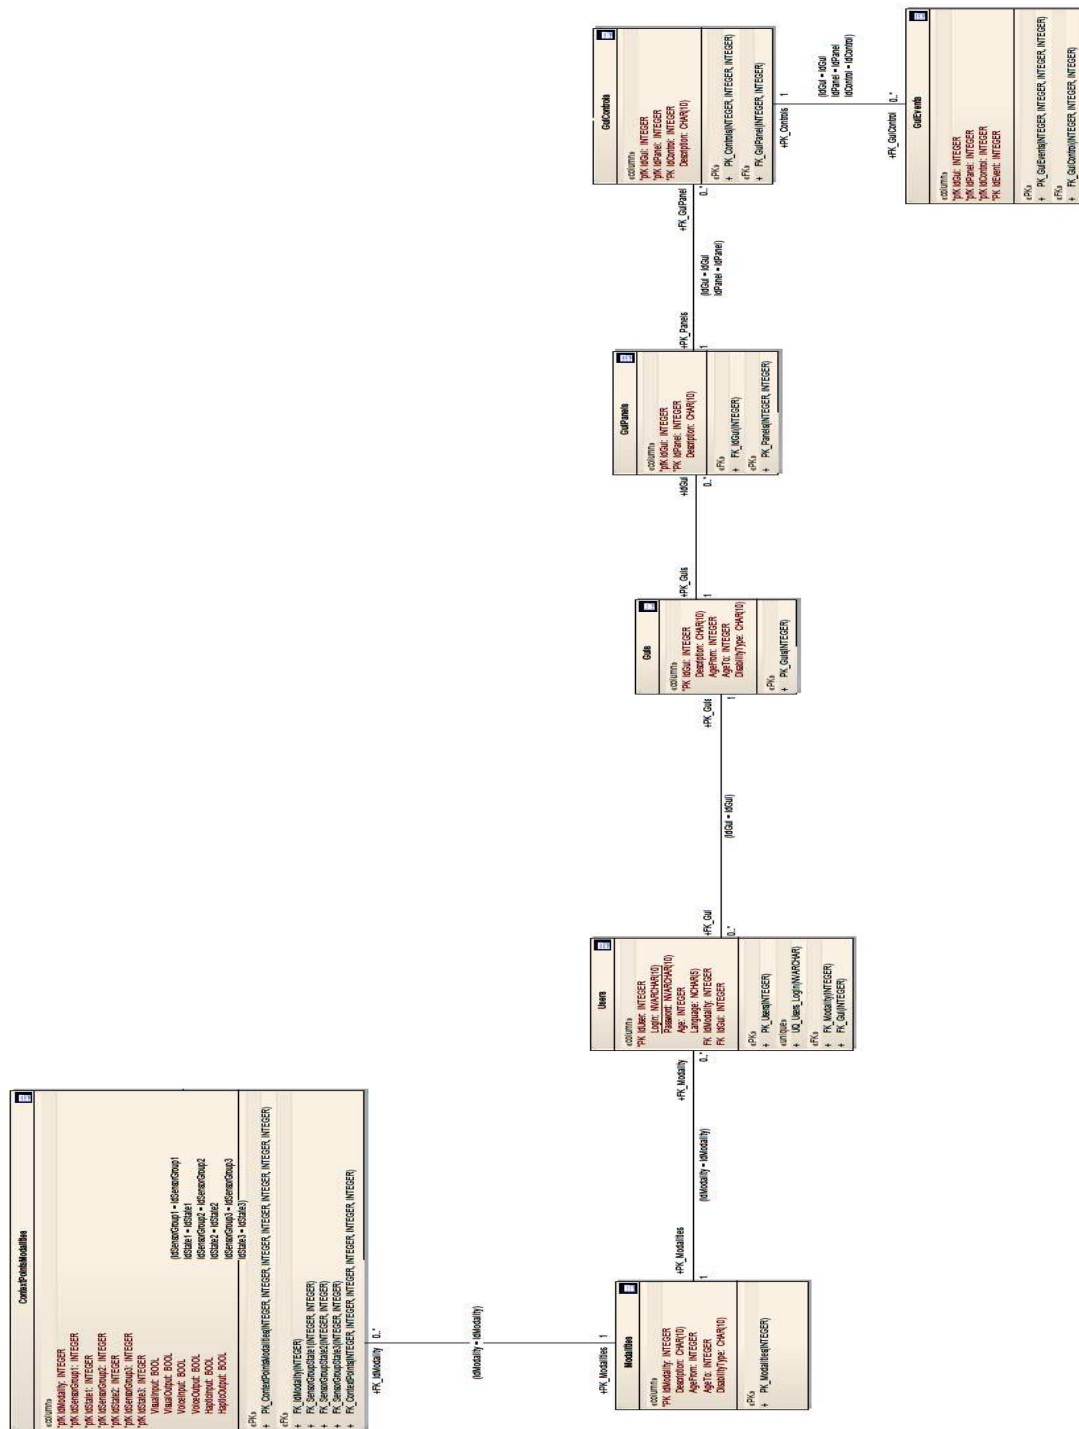 ContextPointsModalities
«column»
*pfK IdModality: INTEGER
*pfK IdSensorGroup1: INTEGER
*pfK IdState1: INTEGER
*pfK IdSensorGroup2: INTEGER
*pfK IdState2: INTEGER
*pfK IdSensorGroup3: INTEGER
*pfK IdState3: INTEGER
VisualInput: BOOL
VisualOutput: BOOL
VoiceInput: BOOL
VoiceOutput: BOOL
HapticInput: BOOL
HapticOutput: BOOL
(IdSensorGroup1 = IdSensorGroup1
IdState1 = IdState1
IdSensorGroup2 = IdSensorGroup2
IdState2 = IdState2
IdSensorGroup3 = IdSensorGroup3
IdState3 = IdState3)
«PK»
+ PK_ContextPointsModalities(INTEGER, INTEGER, INTEGER, INTEGER, INTEGER, INTEGER, INTEGER)
«FK»
+ FK_IdModality(INTEGER)
+ FK_SensorGroupState1(INTEGER, INTEGER)
+ FK_SensorGroupState2(INTEGER, INTEGER)
+ FK_SensorGroupState3(INTEGER, INTEGER)
+ FK_ContextPoints(INTEGER, INTEGER, INTEGER, INTEGER, INTEGER, INTEGER)
+FK_IdModality
0..*
(IdModality = IdModality)
+PK_Modalities
1
Modalities
«column»
*PK IdModality: INTEGER
Description: CHAR(10)
AgeFrom: INTEGER
AgeTo: INTEGER
DisabilityType: CHAR(10)
«PK»
+ PK_Modalities(INTEGER)
+PK_Modalities
1
(IdModality = IdModality)
+FK_Modality
0..*
Users
«column»
*PK IdUser: INTEGER
Login: NVARCHAR(10)
Password: NVARCHAR(10)
Age: INTEGER
Language: NCHAR(5)
FK IdModality: INTEGER
FK IdGui: INTEGER
«PK»
+ PK_Users(INTEGER)
«unique»
+ UQ_Users_Login(NVARCHAR)
«FK»
+ FK_Modality(INTEGER)
+ FK_Gui(INTEGER)
+FK_Gui
0..*
(IdGui = IdGui)
+PK_Guis
1
Guis
«column»
*PK IdGui: INTEGER
Description: CHAR(10)
AgeFrom: INTEGER
AgeTo: INTEGER
DisabilityType: CHAR(10)
«PK»
+ PK_Guis(INTEGER)
+PK_Guis
1
+IdGui
0..*
GuiPanels
«column»
*pfK IdGui: INTEGER
*PK IdPanel: INTEGER
Description: CHAR(10)
«FK»
+ FK_IdGui(INTEGER)
«PK»
+ PK_Panels(INTEGER, INTEGER)
+PK_Panels
1
(IdGui = IdGui
IdPanel = IdPanel)
+FK_GuiPanel
0..*
GuiControls
«column»
*pfK IdGui: INTEGER
*pfK IdPanel: INTEGER
*PK IdControl: INTEGER
Description: CHAR(10)
«PK»
+ PK_Controls(INTEGER, INTEGER, INTEGER)
«FK»
+ FK_GuiPanel(INTEGER, INTEGER)
+PK_Controls
1
(IdGui = IdGui
IdPanel = IdPanel
IdControl = IdControl)
+FK_GuiControl
0..*
GuiEvents
«column»
*pfK IdGui: INTEGER
*pfK IdPanel: INTEGER
*pfK IdControl: INTEGER
*PK IdEvent: INTEGER
«PK»
+ PK_GuiEvents(INTEGER, INTEGER, INTEGER, INTEGER)
«FK»
+ FK_GuiControl(INTEGER, INTEGER, INTEGER)